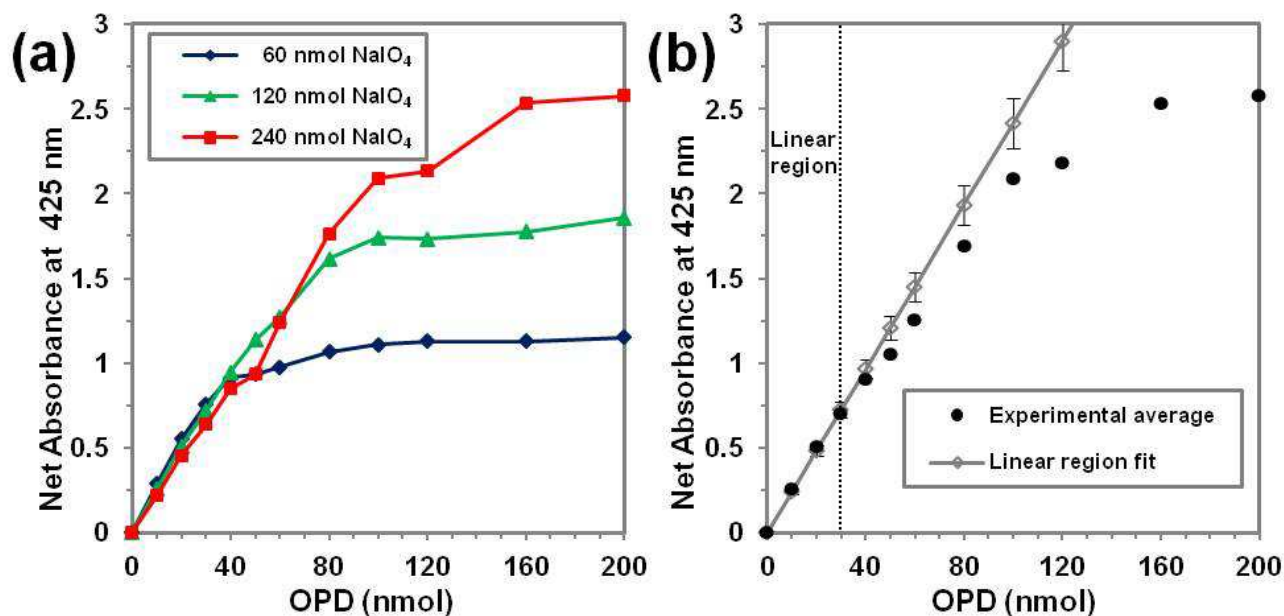 (a)
60 nmol NaIO₄
120 nmol NaIO₄
240 nmol NaIO₄
Net Absorbance at 425 nm
3
2.5
2
1.5
1
0.5
0
0 40 80 120 160 200
OPD (nmol)
(b)
Linear
region
Experimental average
Linear region fit
Net Absorbance at 425 nm
3
2.5
2
1.5
1
0.5
0
0 40 80 120 160 200
OPD (nmol)